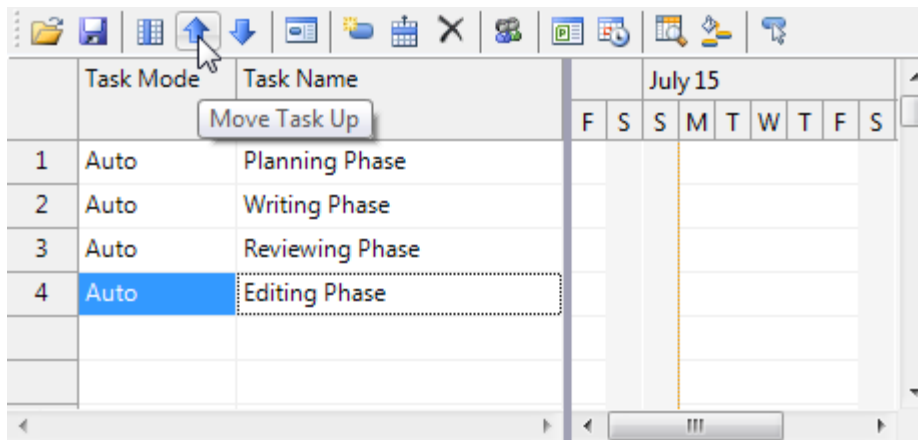 Task Mode Task Name July 15
Move Task Up
F S S M T W T F S
1 Auto Planning Phase
2 Auto Writing Phase
3 Auto Reviewing Phase
4 Auto Editing Phase